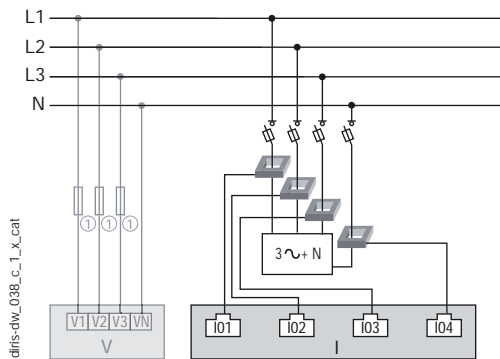 L1
L2
L3
N
1 1 1
3 + N
V1 V2 V3 VN
V
I01 I02 I03 I04
I
diris-dw_038_c_1_x_cat